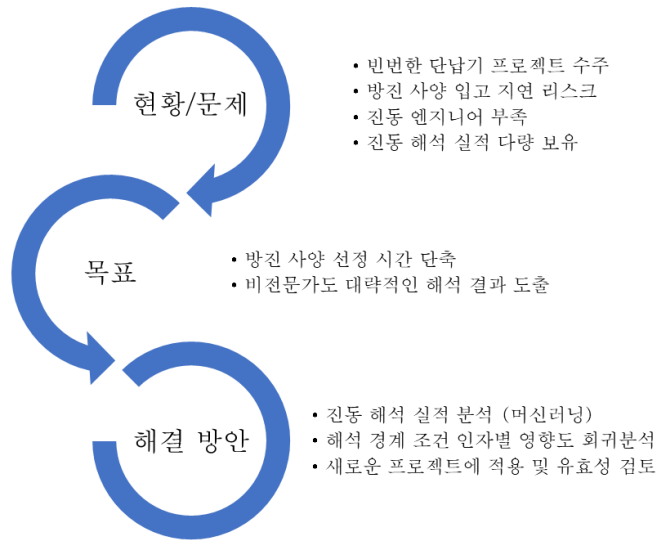 현황/문제
• 빈번한 단납기 프로젝트 수주
• 방진 사양 입고 지연 리스크
• 진동 엔지니어 부족
• 진동 해석 실적 다량 보유
목표
• 방진 사양 선정 시간 단축
• 비전문가도 대략적인 해석 결과 도출
해결 방안
• 진동 해석 실적 분석 (머신러닝)
• 해석 경계 조건 인자별 영향도 회귀분석
• 새로운 프로젝트에 적용 및 유효성 검토